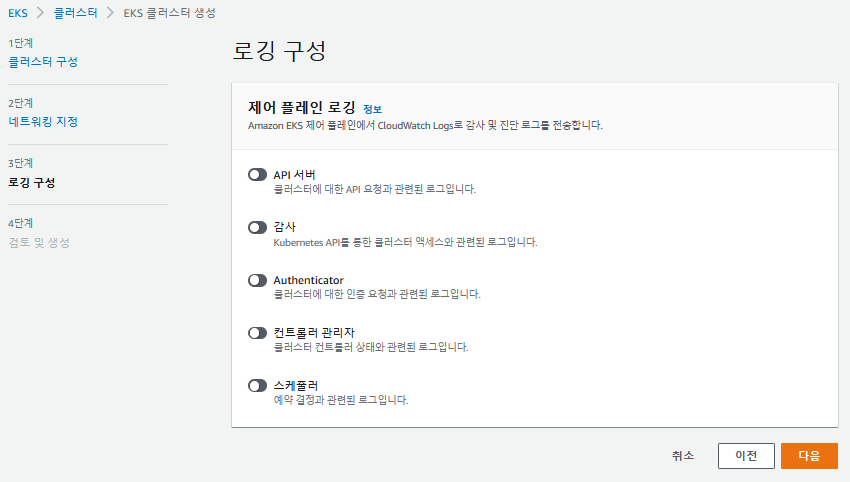 EKS > 클러스터 > EKS 클러스터 생성
1단계
클러스터 구성
2단계
네트워킹 지정
3단계
로깅 구성
4단계
검토 및 생성
로깅 구성
제어 플레인 로깅 정보
Amazon EKS 제어 플레인에서 CloudWatch Logs로 감사 및 진단 로그를 전송합니다.
API 서버
클러스터에 대한 API 요청과 관련된 로그입니다.
감사
Kubernetes API를 통한 클러스터 액세스와 관련된 로그입니다.
Authenticator
클러스터에 대한 인증 요청과 관련된 로그입니다.
컨트롤러 관리자
클러스터 컨트롤러 상태와 관련된 로그입니다.
스케줄러
예약 결정과 관련된 로그입니다.
취소 이전 다음